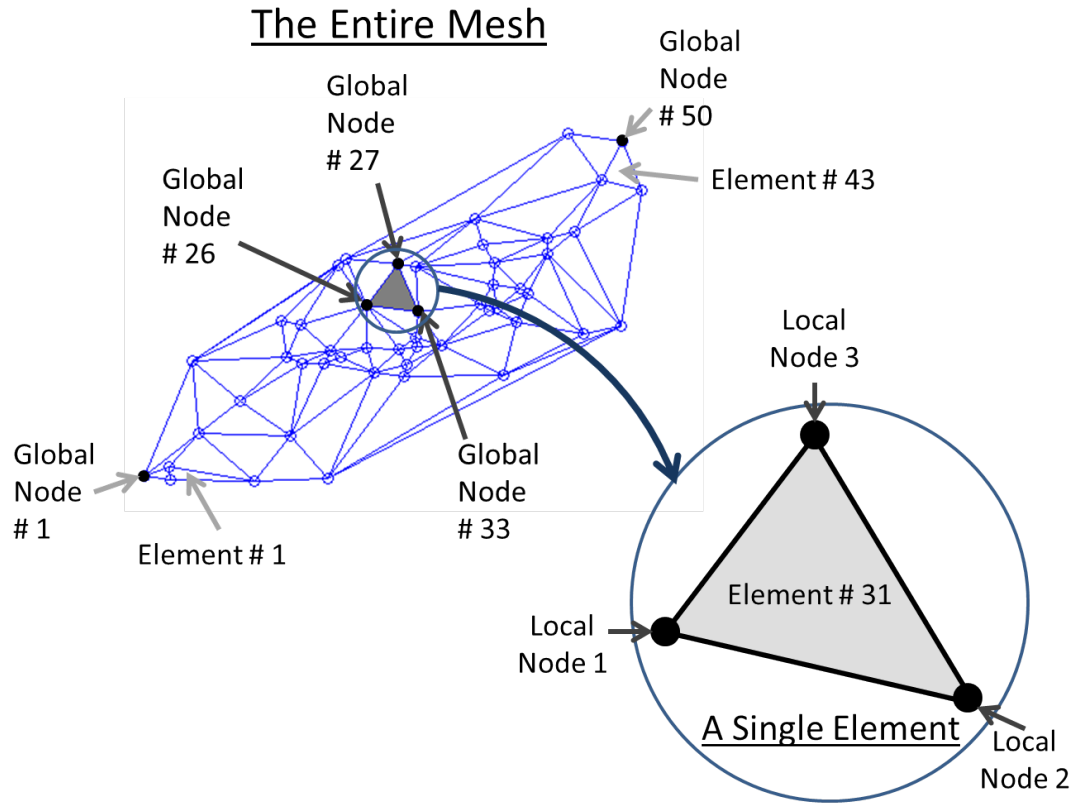 The Entire Mesh
Global
Node
# 50
Global
Node
# 27
Global
Node
# 26
Element # 43
Global
Node
# 1
Element # 1
Global
Node
# 33
Local
Node 3
Element # 31
Local
Node 1
A Single Element
Local
Node 2